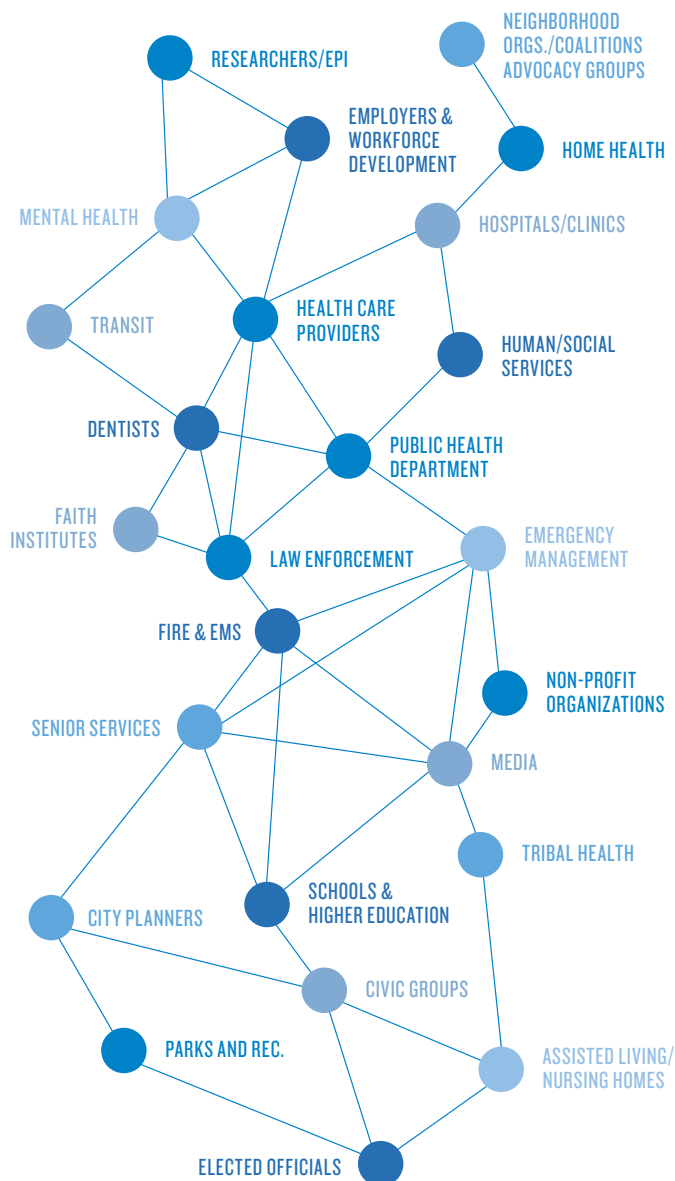 NEIGHBORHOOD
ORGS./COALITIONS
ADVOCACY GROUPS
RESEARCHERS/EPI
EMPLOYERS &
WORKFORCE
DEVELOPMENT
HOME HEALTH
MENTAL HEALTH
HOSPITALS/CLINICS
TRANSIT
HEALTH CARE
PROVIDERS
HUMAN/SOCIAL
SERVICES
DENTISTS
PUBLIC HEALTH
DEPARTMENT
FAITH
INSTITUTES
LAW ENFORCEMENT
EMERGENCY
MANAGEMENT
FIRE & EMS
NON-PROFIT
ORGANIZATIONS
SENIOR SERVICES
MEDIA
TRIBAL HEALTH
SCHOOLS &
HIGHER EDUCATION
CITY PLANNERS
CIVIC GROUPS
PARKS AND REC.
ASSISTED LIVING/
NURSING HOMES
ELECTED OFFICIALS